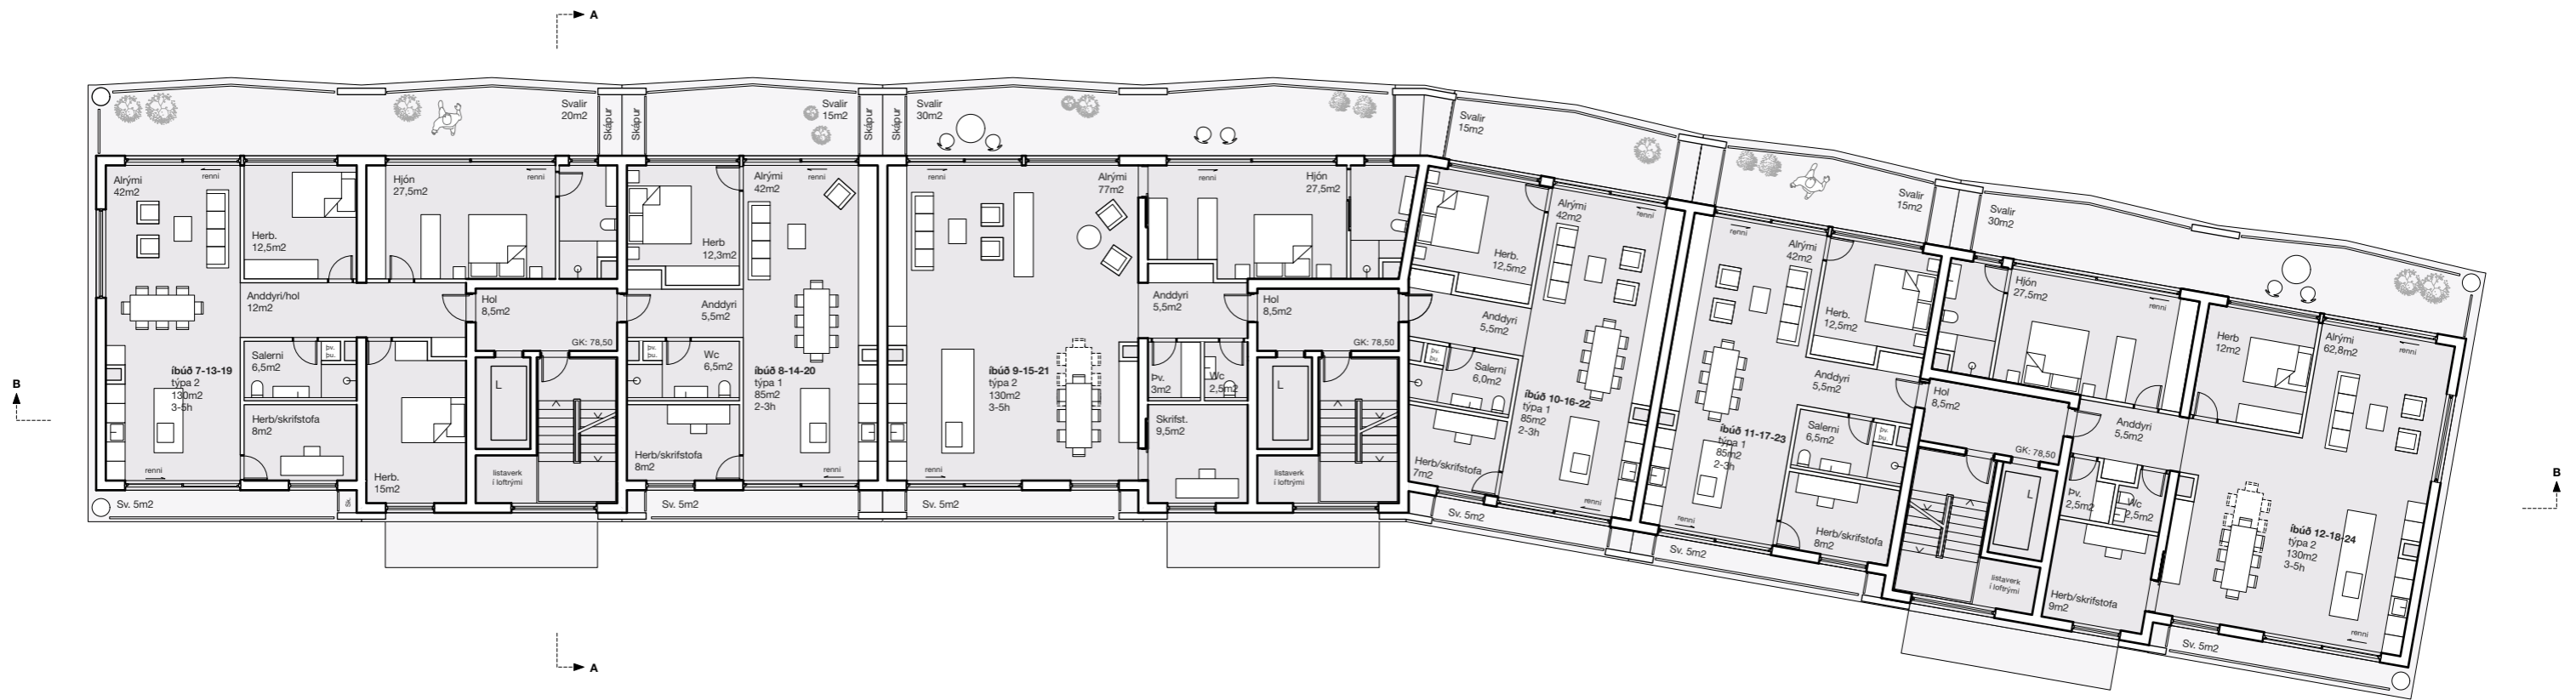 A
Svalir
20m2
Skápur
Skápur
Svalir
15m2
Skápur
Skápur
Svalir
30m2
Svalir
15m2
Svalir
15m2
Svalir
30m2
Alrými
42m2
renni
Herb.
12,5m2
Hjón
27,5m2
renni
Anddyri/hol
12m2
Hol
8,5m2
GK: 78,50
Salerni
6,5m2
þv.
þu.
íbúð 7-13-19
týpa 2
130m2
3-5h
Herb/skrifstofa
8m2
Herb.
15m2
L
listaverk
í loftrými
renni
Sv. 5m2
Sk.
Herb
12,3m2
Alrými
42m2
renni
Anddyri
5,5m2
þv.
þu.
Wc
6,5m2
íbúð 8-14-20
týpa 1
85m2
2-3h
Herb/skrifstofa
8m2
renni
Sv. 5m2
renni
Alrými
77m2
renni
Hjón
27,5m2
Anddyri
5,5m2
Hol
8,5m2
GK: 78,50
íbúð 9-15-21
týpa 2
130m2
3-5h
Þv.
3m2
Wc
2,5m2
Skrifst.
9,5m2
L
listaverk
í loftrými
renni
Sv. 5m2
Herb.
12,5m2
Alrými
42m2
renni
Anddyri
5,5m2
þv.
þu.
Salerni
6,0m2
íbúð 10-16-22
týpa 1
85m2
2-3h
Herb/skrifstofa
7m2
renni
Sv. 5m2
renni
Alrými
42m2
Herb.
12,5m2
Anddyri
5,5m2
íbúð 11-17-23
týpa 1
85m2
2-3h
Salerni
6,5m2
þv.
þu.
Herb/skrifstofa
8m2
renni
Sv. 5m2
Hjón
27,5m2
renni
Hol
8,5m2
GK: 78,50
Anddyri
5,5m2
Herb
12m2
Alrými
62,8m2
renni
L
listaverk
í loftrými
Þv.
2,5m2
Wc
2,5m2
Herb/skrifstofa
9m2
íbúð 12-18-24
týpa 2
130m2
3-5h
renni
Sv. 5m2
B
B
A